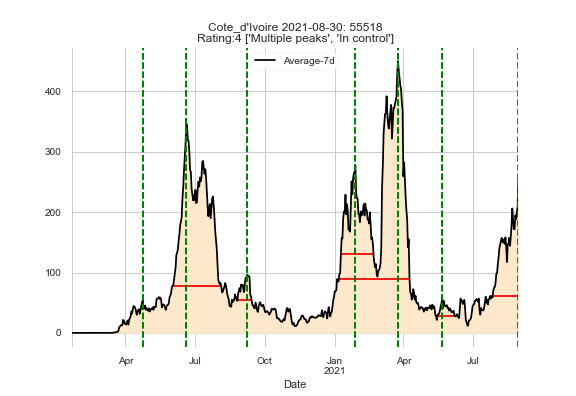 Cote_d'Ivoire 2021-08-30: 55518
Rating:4 ['Multiple peaks', 'In control']
Average-7d
400
300
200
100
0
Apr
Jul
Oct
Jan
2021
Apr
Jul
Date